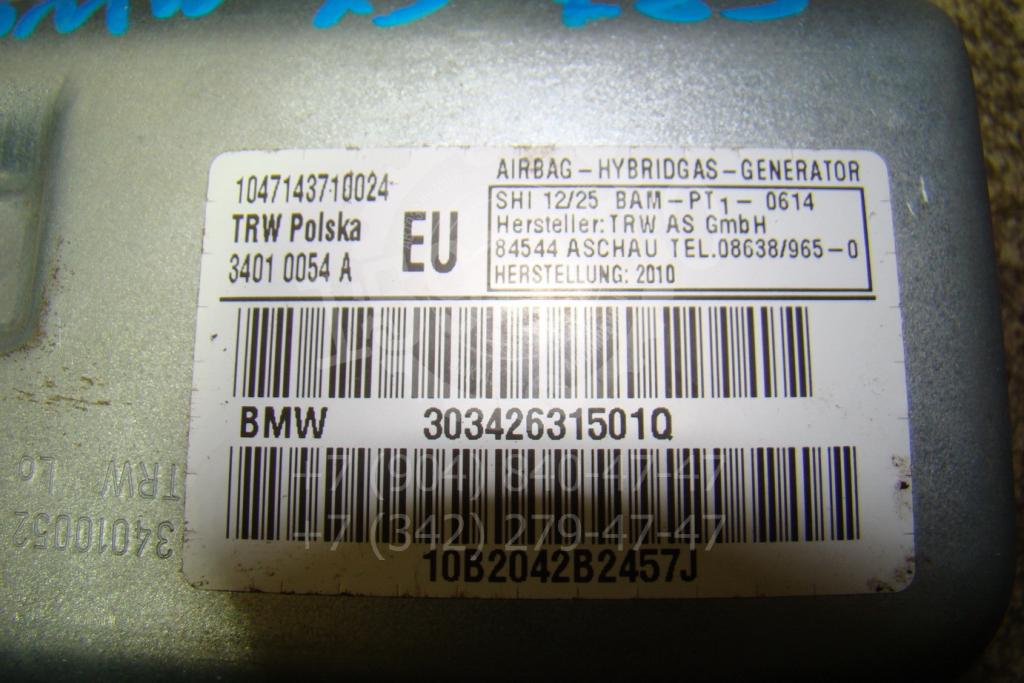 1047143710024
TRW Polska
3401 0054 A
EU
AIRBAG-HYBRIDGAS-GENERATOR
SHI 12/25 BAM-PT1- 0614
Hersteller: TRW AS GmbH
84544 ASCHAU TEL.08638/965-0
HERSTELLUNG: 2010
BMW 30342631501Q
+7 (904) 840-47-47
+7 (342) 279-47-47
10B2042B2457J
TRW Lo
34010052